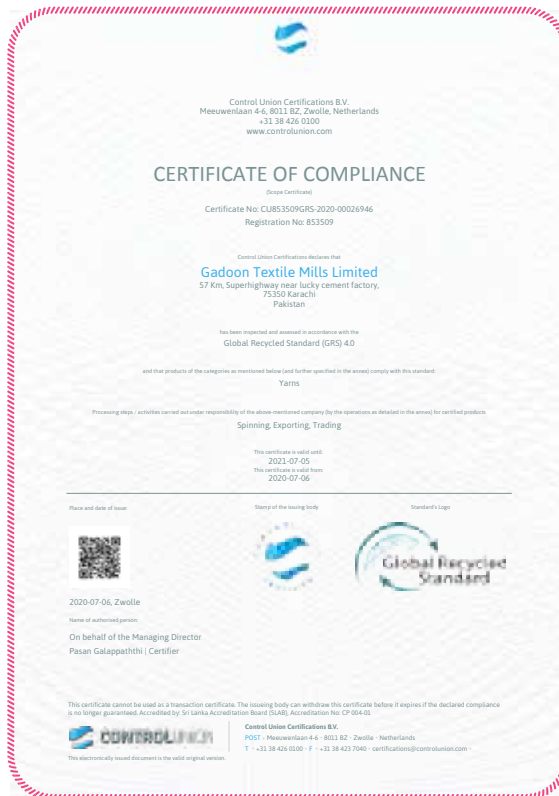 Control Union Certifications B.V.
Meeuwenlaan 4-6, 8011 BZ, Zwolle, Netherlands
+31 38 426 0100
www.controlunion.com
CERTIFICATE OF COMPLIANCE
(Scope Certificate)
Certificate No: CU853509GRS-2020-00026946
Registration No: 853509
Control Union Certifications declares that
Gadoon Textile Mills Limited
57 Km, Superhighway near lucky cement factory,
75350 Karachi
Pakistan
has been inspected and assessed in accordance with the
Global Recycled Standard (GRS) 4.0
and that products of the categories as mentioned below (and further specified in the annex) comply with this standard:
Yarns
Processing steps / activities carried out under responsibility of the above mentioned company (by the operations as detailed in the annex) for certified products
Spinning, Exporting, Trading
This certificate is valid until:
2021-07-05
This certificate is valid from:
2020-07-06
Place and date of issue:
Stamp of the issuing body
Standard's Logo
Global Recycled
Standard
2020-07-06, Zwolle
Name of authorised person:
On behalf of the Managing Director
Pasan Galappaththi | Certifier
This certificate cannot be used as a transaction certificate. The issueing body can withdraw this certificate before it expires if the declared compliance
is no longer guaranteed. Accredited by: Sri Lanka Accreditation Board (SLAB), Accreditation No: CP 004-01
CONTROLUNION
Control Union Certifications B.V.
POST · Meeuwenlaan 4-6 · 8011 BZ · Zwolle · Netherlands
T · +31 38 426 0100 · F · +31 38 423 7040 · certifications@controlunion.com ·
This electronically issued document is the valid original version.